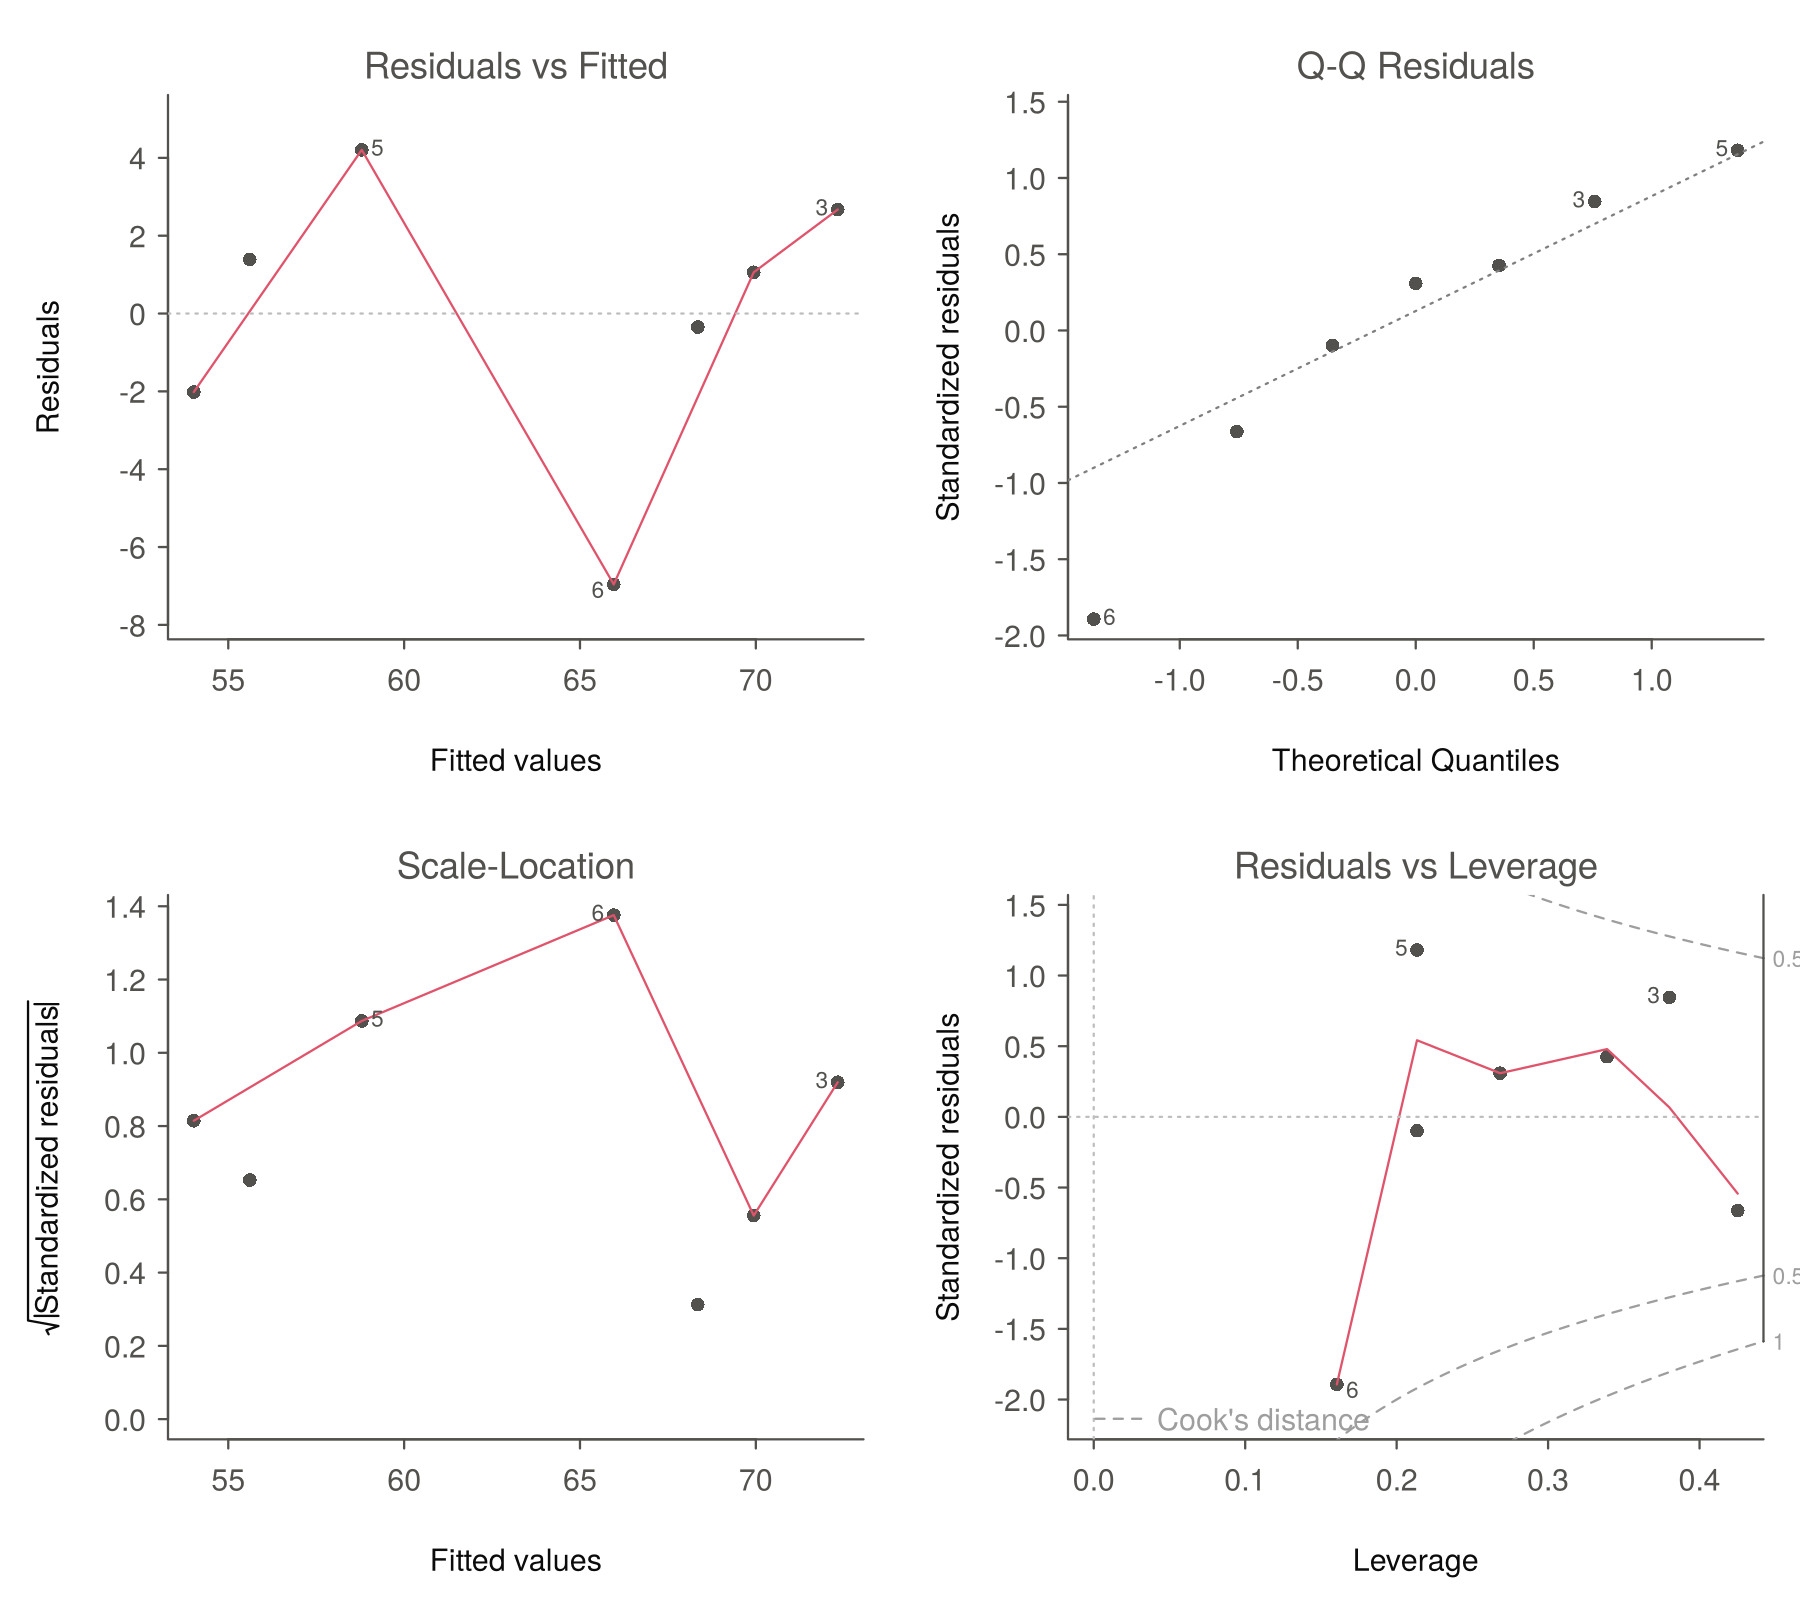 Residuals vs Fitted
Residuals
4
2
0
-2
-4
-6
-8
5
3
6
55 60 65 70
Fitted values
Q-Q Residuals
Standardized residuals
1.5
1.0
0.5
0.0
-0.5
-1.0
-1.5
-2.0
5
3
6
-1.0 -0.5 0.0 0.5 1.0
Theoretical Quantiles
Scale-Location
√|Standardized residuals|
1.4
1.2
1.0
0.8
0.6
0.4
0.2
0.0
6
5
3
55 60 65 70
Fitted values
Residuals vs Leverage
Standardized residuals
1.5
1.0
0.5
0.0
-0.5
-1.0
-1.5
-2.0
5
3
6
0.5
0.5
1
Cook's distance
0.0 0.1 0.2 0.3 0.4
Leverage